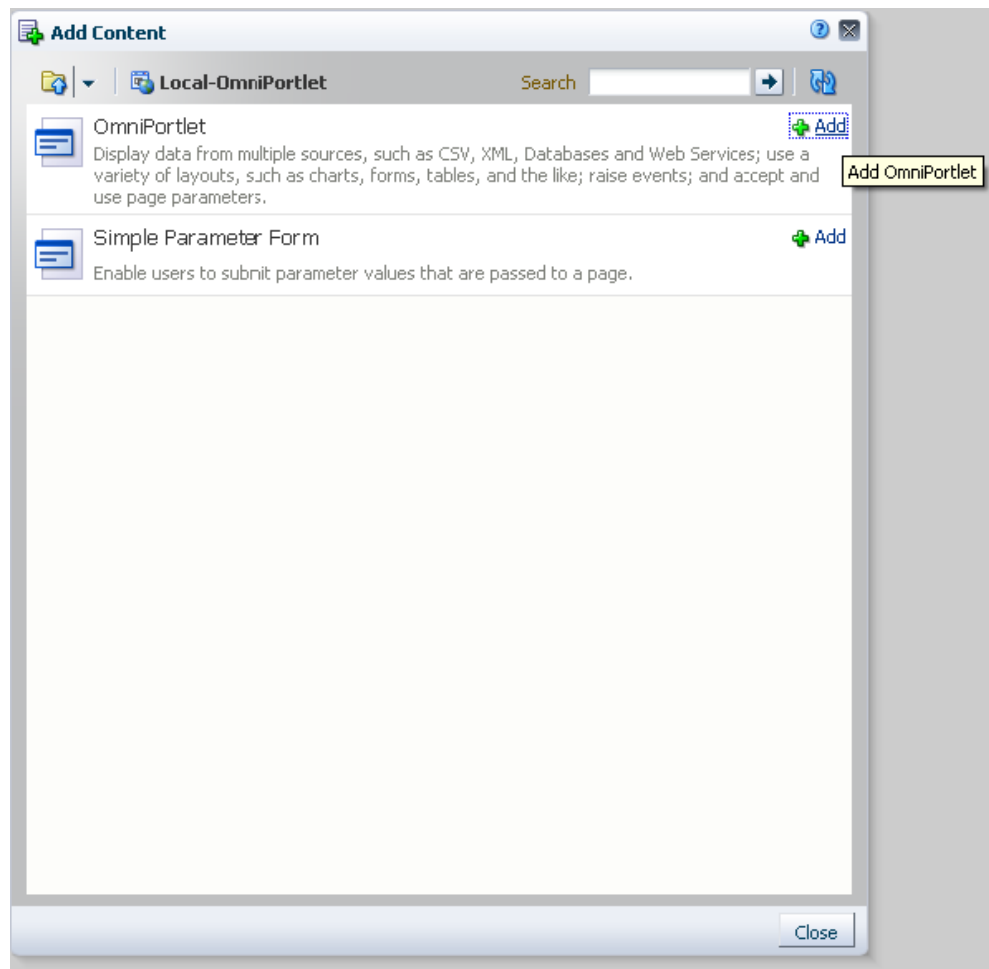 Add Content
Local-OmniPortlet Search
OmniPortlet Add
Display data from multiple sources, such as CSV, XML, Databases and Web Services; use a
variety of layouts, such as charts, forms, tables, and the like; raise events; and accept and
use page parameters.
Add OmniPortlet
Simple Parameter Form Add
Enable users to submit parameter values that are passed to a page.
Close